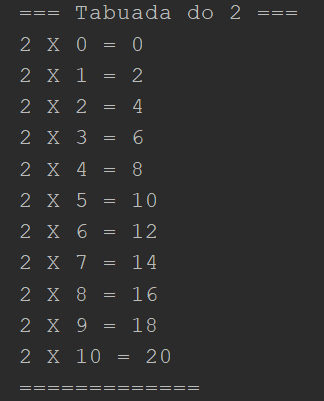 === Tabuada do 2 ===
2 X 0 = 0
2 X 1 = 2
2 X 2 = 4
2 X 3 = 6
2 X 4 = 8
2 X 5 = 10
2 X 6 = 12
2 X 7 = 14
2 X 8 = 16
2 X 9 = 18
2 X 10 = 20
=============